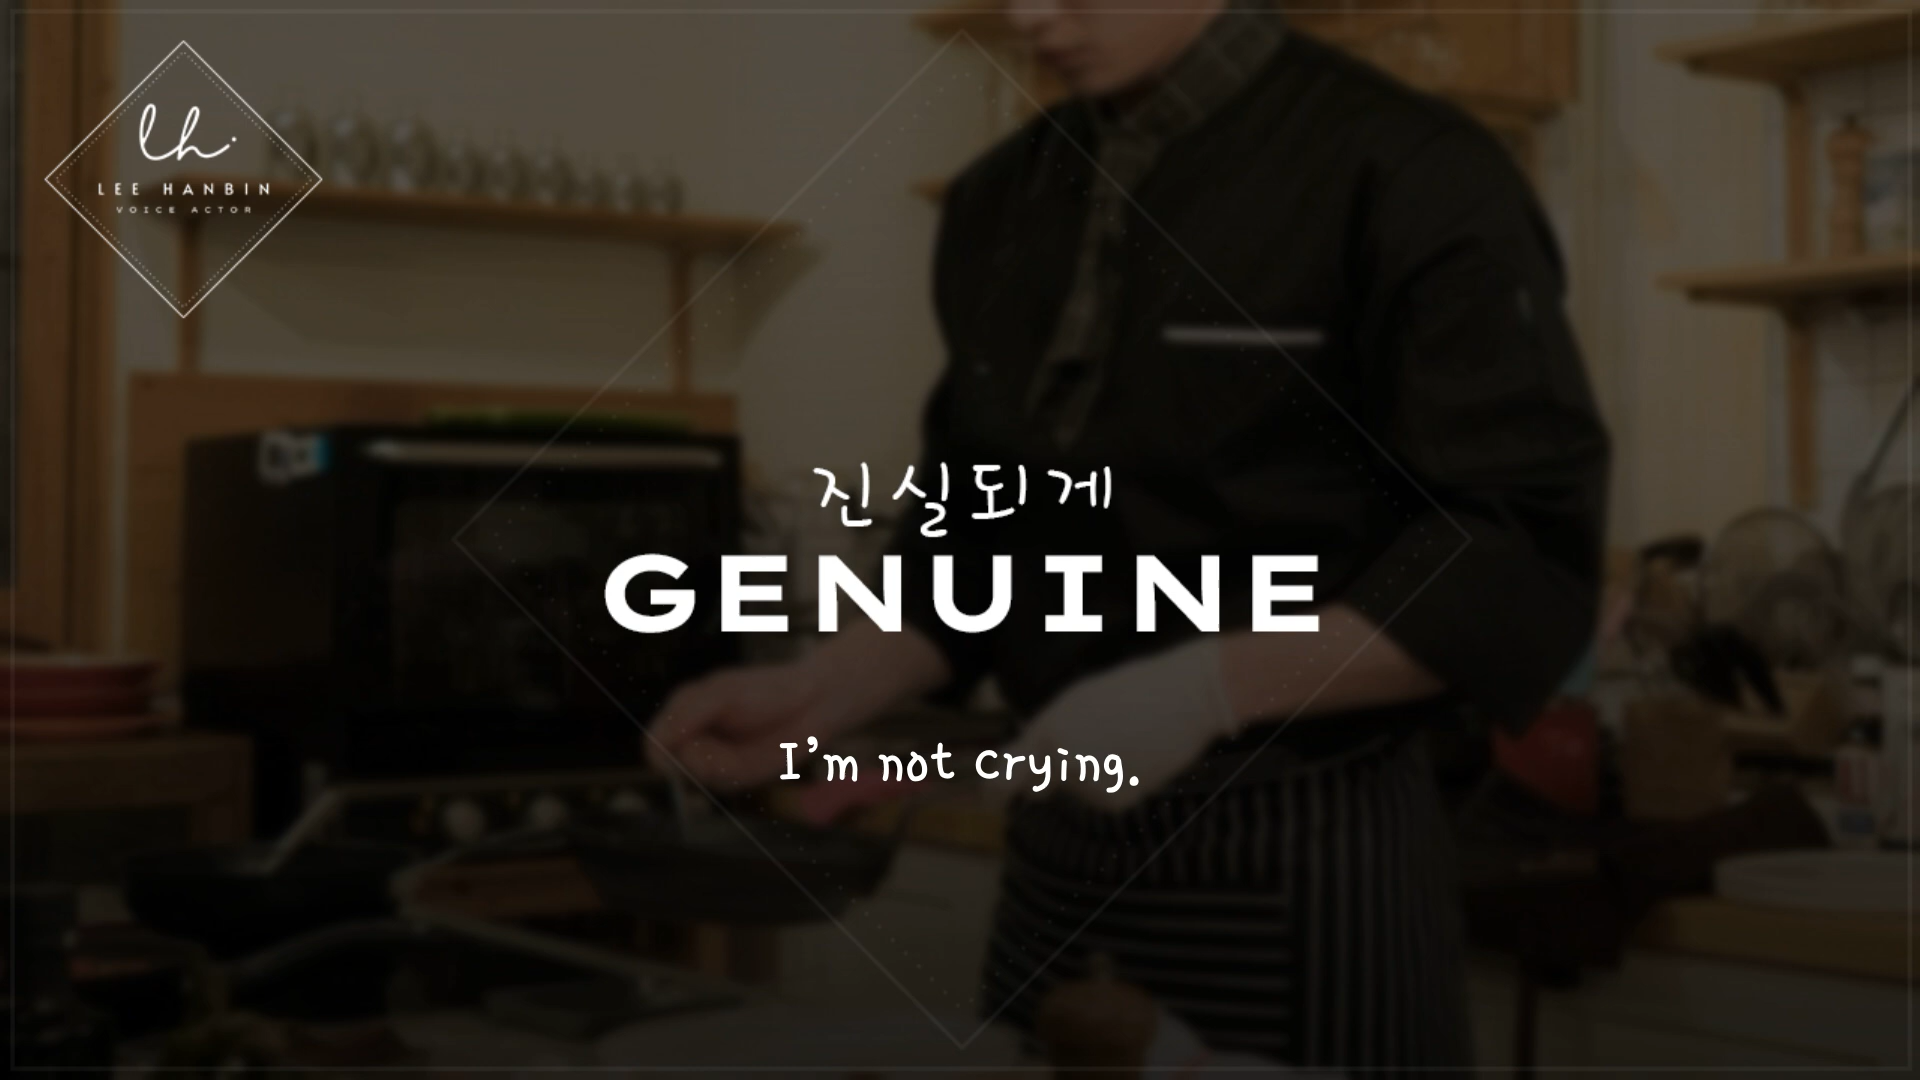 lh.
LEE HANBIN
VOICE ACTOR
진실되게
GENUINE
I'm not crying.